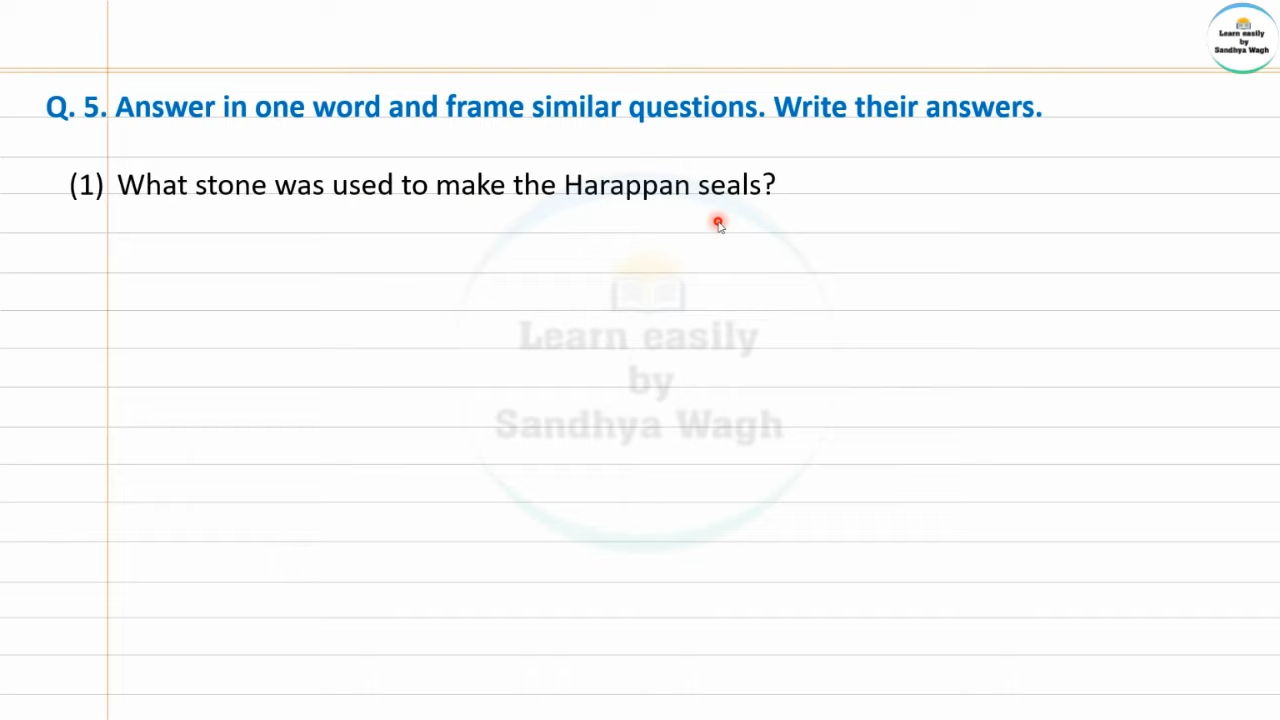 Learn easily
by
Sandhya Wagh
Q. 5. Answer in one word and frame similar questions. Write their answers.
(1) What stone was used to make the Harappan seals?
Learn easily
by
Sandhya Wagh